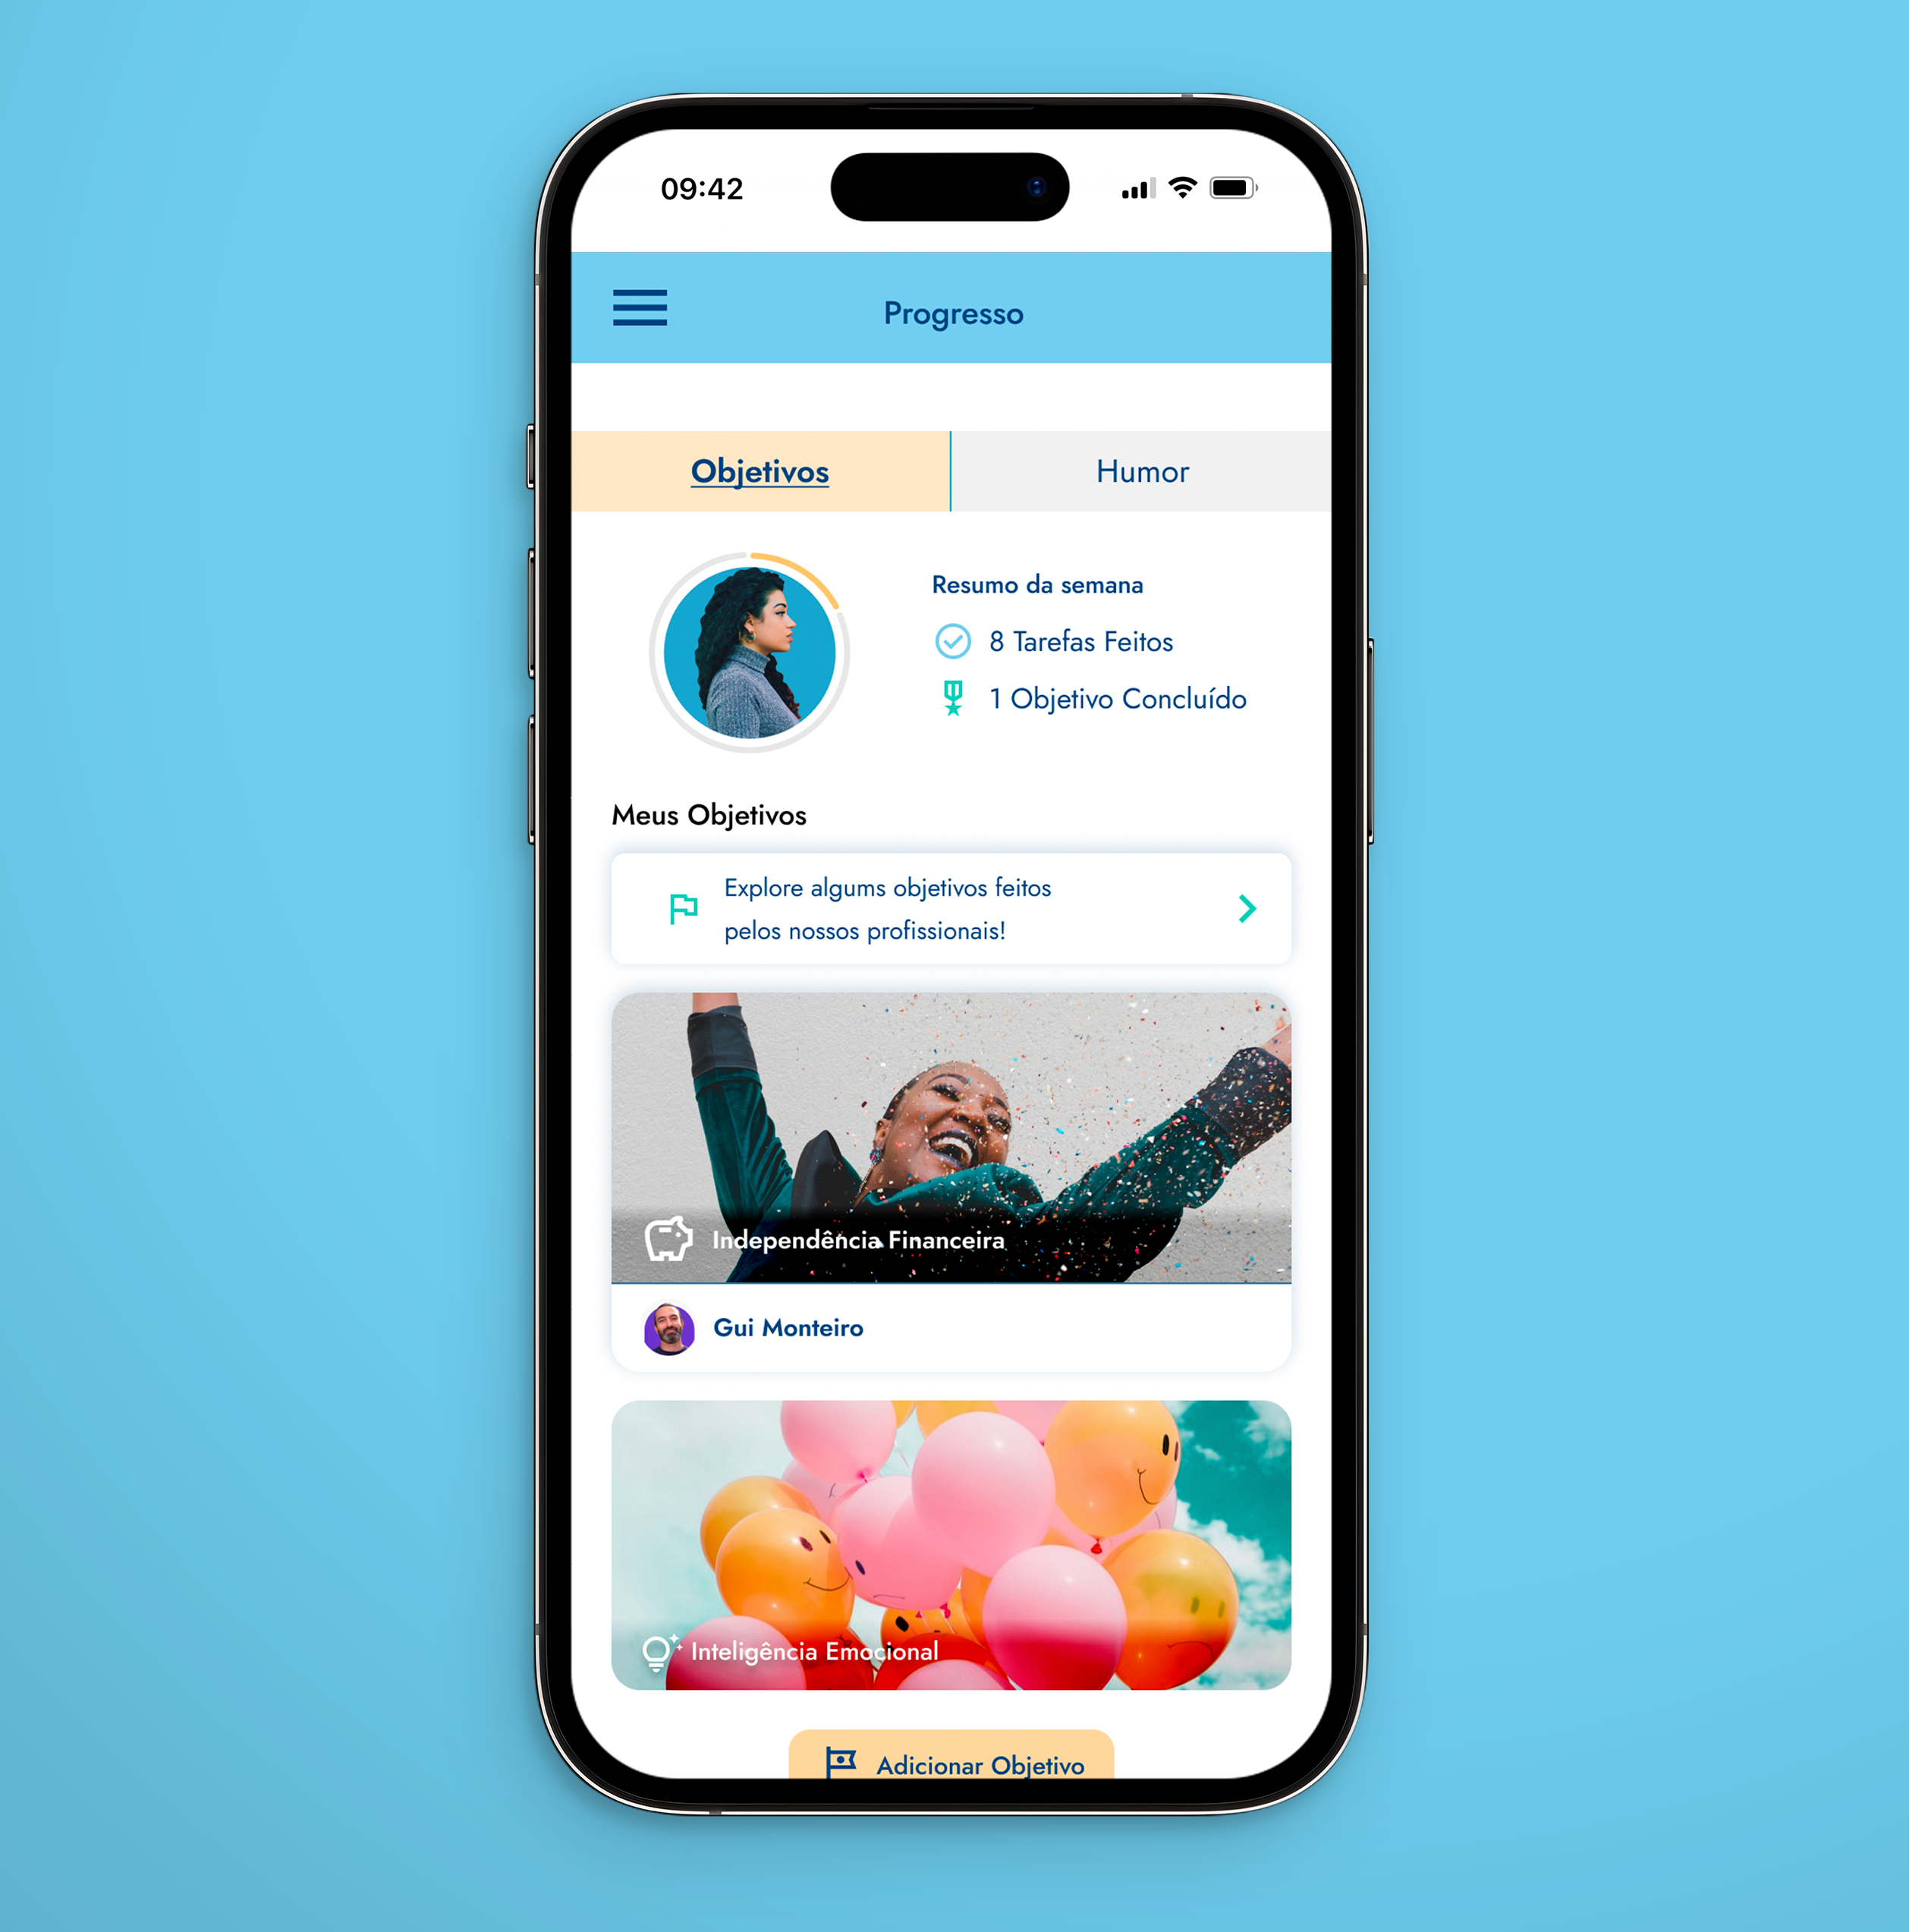 09:42
Progresso
Objetivos
Humor
Resumo da semana
8 Tarefas Feitos
1 Objetivo Concluído
Meus Objetivos
Explore algums objetivos feitos
pelos nossos profissionais!
Independência Financeira
Gui Monteiro
Inteligência Emocional
Adicionar Objetivo